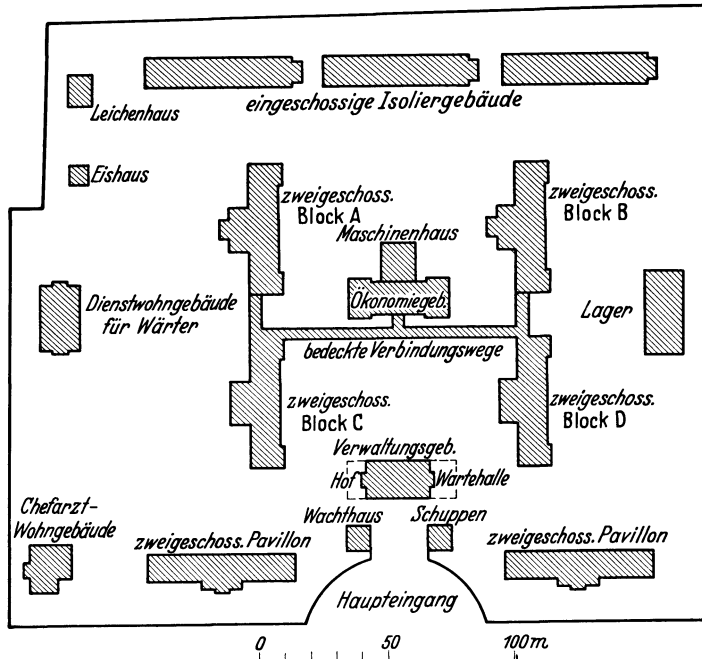 eingeschossige Isoliergebäude
Leichenhaus
Eishaus
zweigeschoss.
Block A
zweigeschoss.
Block B
Maschinenhaus
Ökonomiegeb.
Dienstwohngebäude
für Wärter
Lager
bedeckte Verbindungswege
zweigeschoss.
Block C
zweigeschoss.
Block D
Verwaltungsgeb.
Hof
Wartehalle
Chefarzt-
Wohngebäude
Wachthaus
Schuppen
zweigeschoss. Pavillon
zweigeschoss. Pavillon
Haupteingang
0 50 100m